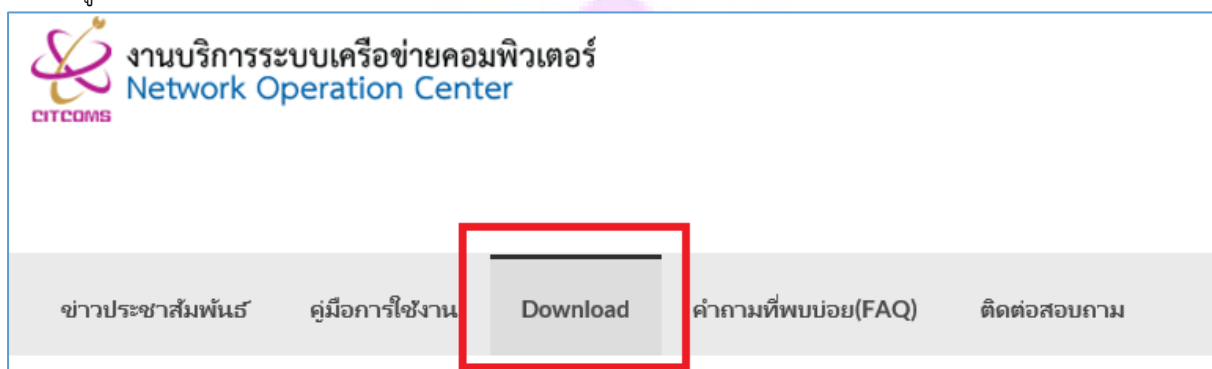 งานบริการระบบเครือข่ายคอมพิวเตอร์
Network Operation Center
CITCOMS
ข่าวประชาสัมพันธ์ คู่มือการใช้งาน Download คำถามที่พบบ่อย(FAQ) ติดต่อสอบถาม